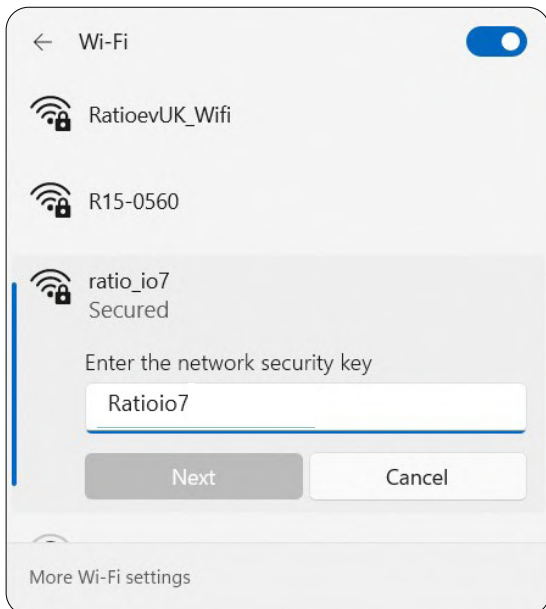 Wi-Fi
RatioevUK_Wifi
R15-0560
ratio_io7
Secured
Enter the network security key
Ratioio7
Next
Cancel
More Wi-Fi settings